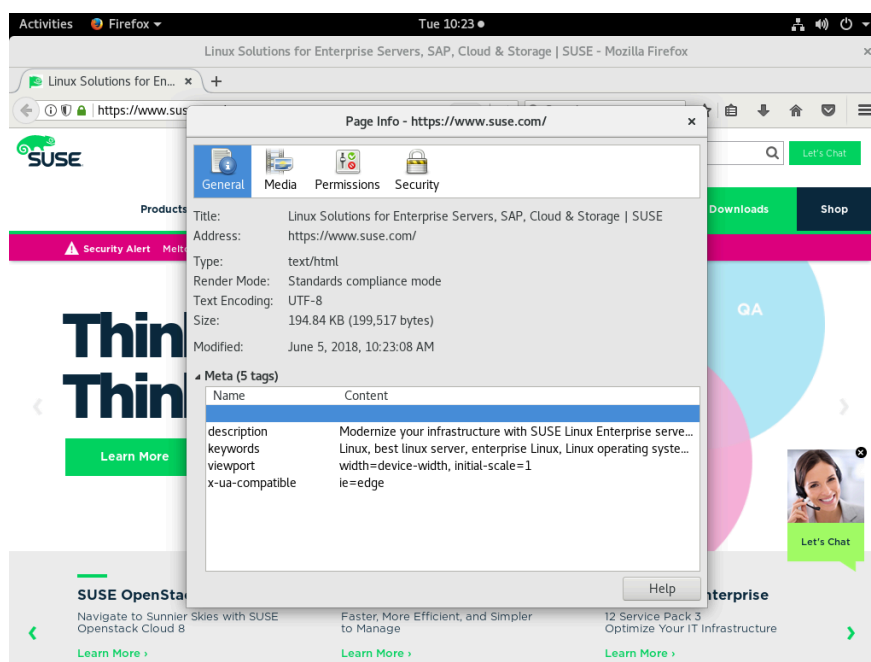 Activities Firefox Tue 10:23
Linux Solutions for Enterprise Servers, SAP, Cloud & Storage | SUSE - Mozilla Firefox
Linux Solutions for En...
https://www.sus
Page Info - https://www.suse.com/
SUSE
Let's Chat
General Media Permissions Security
Products
Downloads Shop
Title: Linux Solutions for Enterprise Servers, SAP, Cloud & Storage | SUSE
Address: https://www.suse.com/
Security Alert
Type: text/html
Render Mode: Standards compliance mode
Text Encoding: UTF-8
Size: 194.84 KB (199,517 bytes)
Modified: June 5, 2018, 10:23:08 AM
QA
Thin
Thin
Learn More
Meta (5 tags)
Name Content
description Modernize your infrastructure with SUSE Linux Enterprise serve...
keywords Linux, best linux server, enterprise Linux, Linux operating syste...
viewport width=device-width, initial-scale=1
x-ua-compatible ie=edge
Let's Chat
Help
SUSE OpenSta
Navigate to Sunnier Skies with SUSE
Openstack Cloud 8
Learn More ›
Faster, More Efficient, and Simpler
to Manage
Learn More ›
nterprise
12 Service Pack 3
Optimize Your IT Infrastructure
Learn More ›